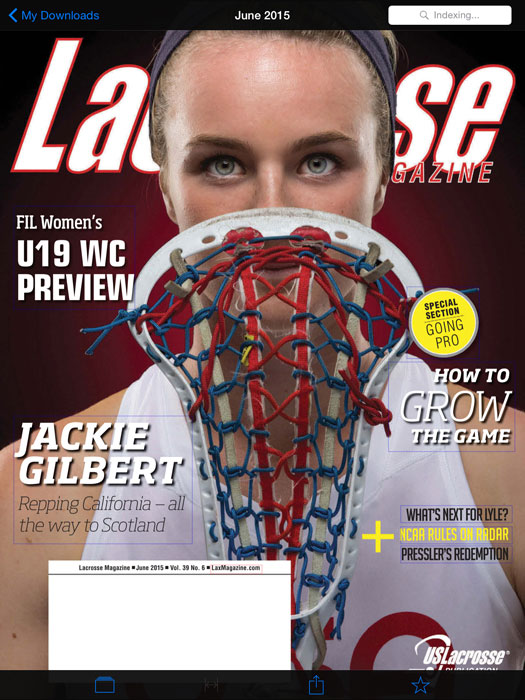 My Downloads
June 2015
Indexing...
Lacrosse
MAGAZINE
FIL Women's
U19 WC
PREVIEW
SPECIAL
SECTION
GOING
PRO
HOW TO
GROW
THE GAME
JACKIE
GILBERT
Repping California – all
the way to Scotland
WHAT'S NEXT FOR LYLE?
+ NCAA RULES ON RADAR
PRESSLER'S REDEMPTION
Lacrosse Magazine ■ June 2015 ■ Vol. 39 No. 6 ■ LaxMagazine.com
USLacrosse®
PUBLICATION